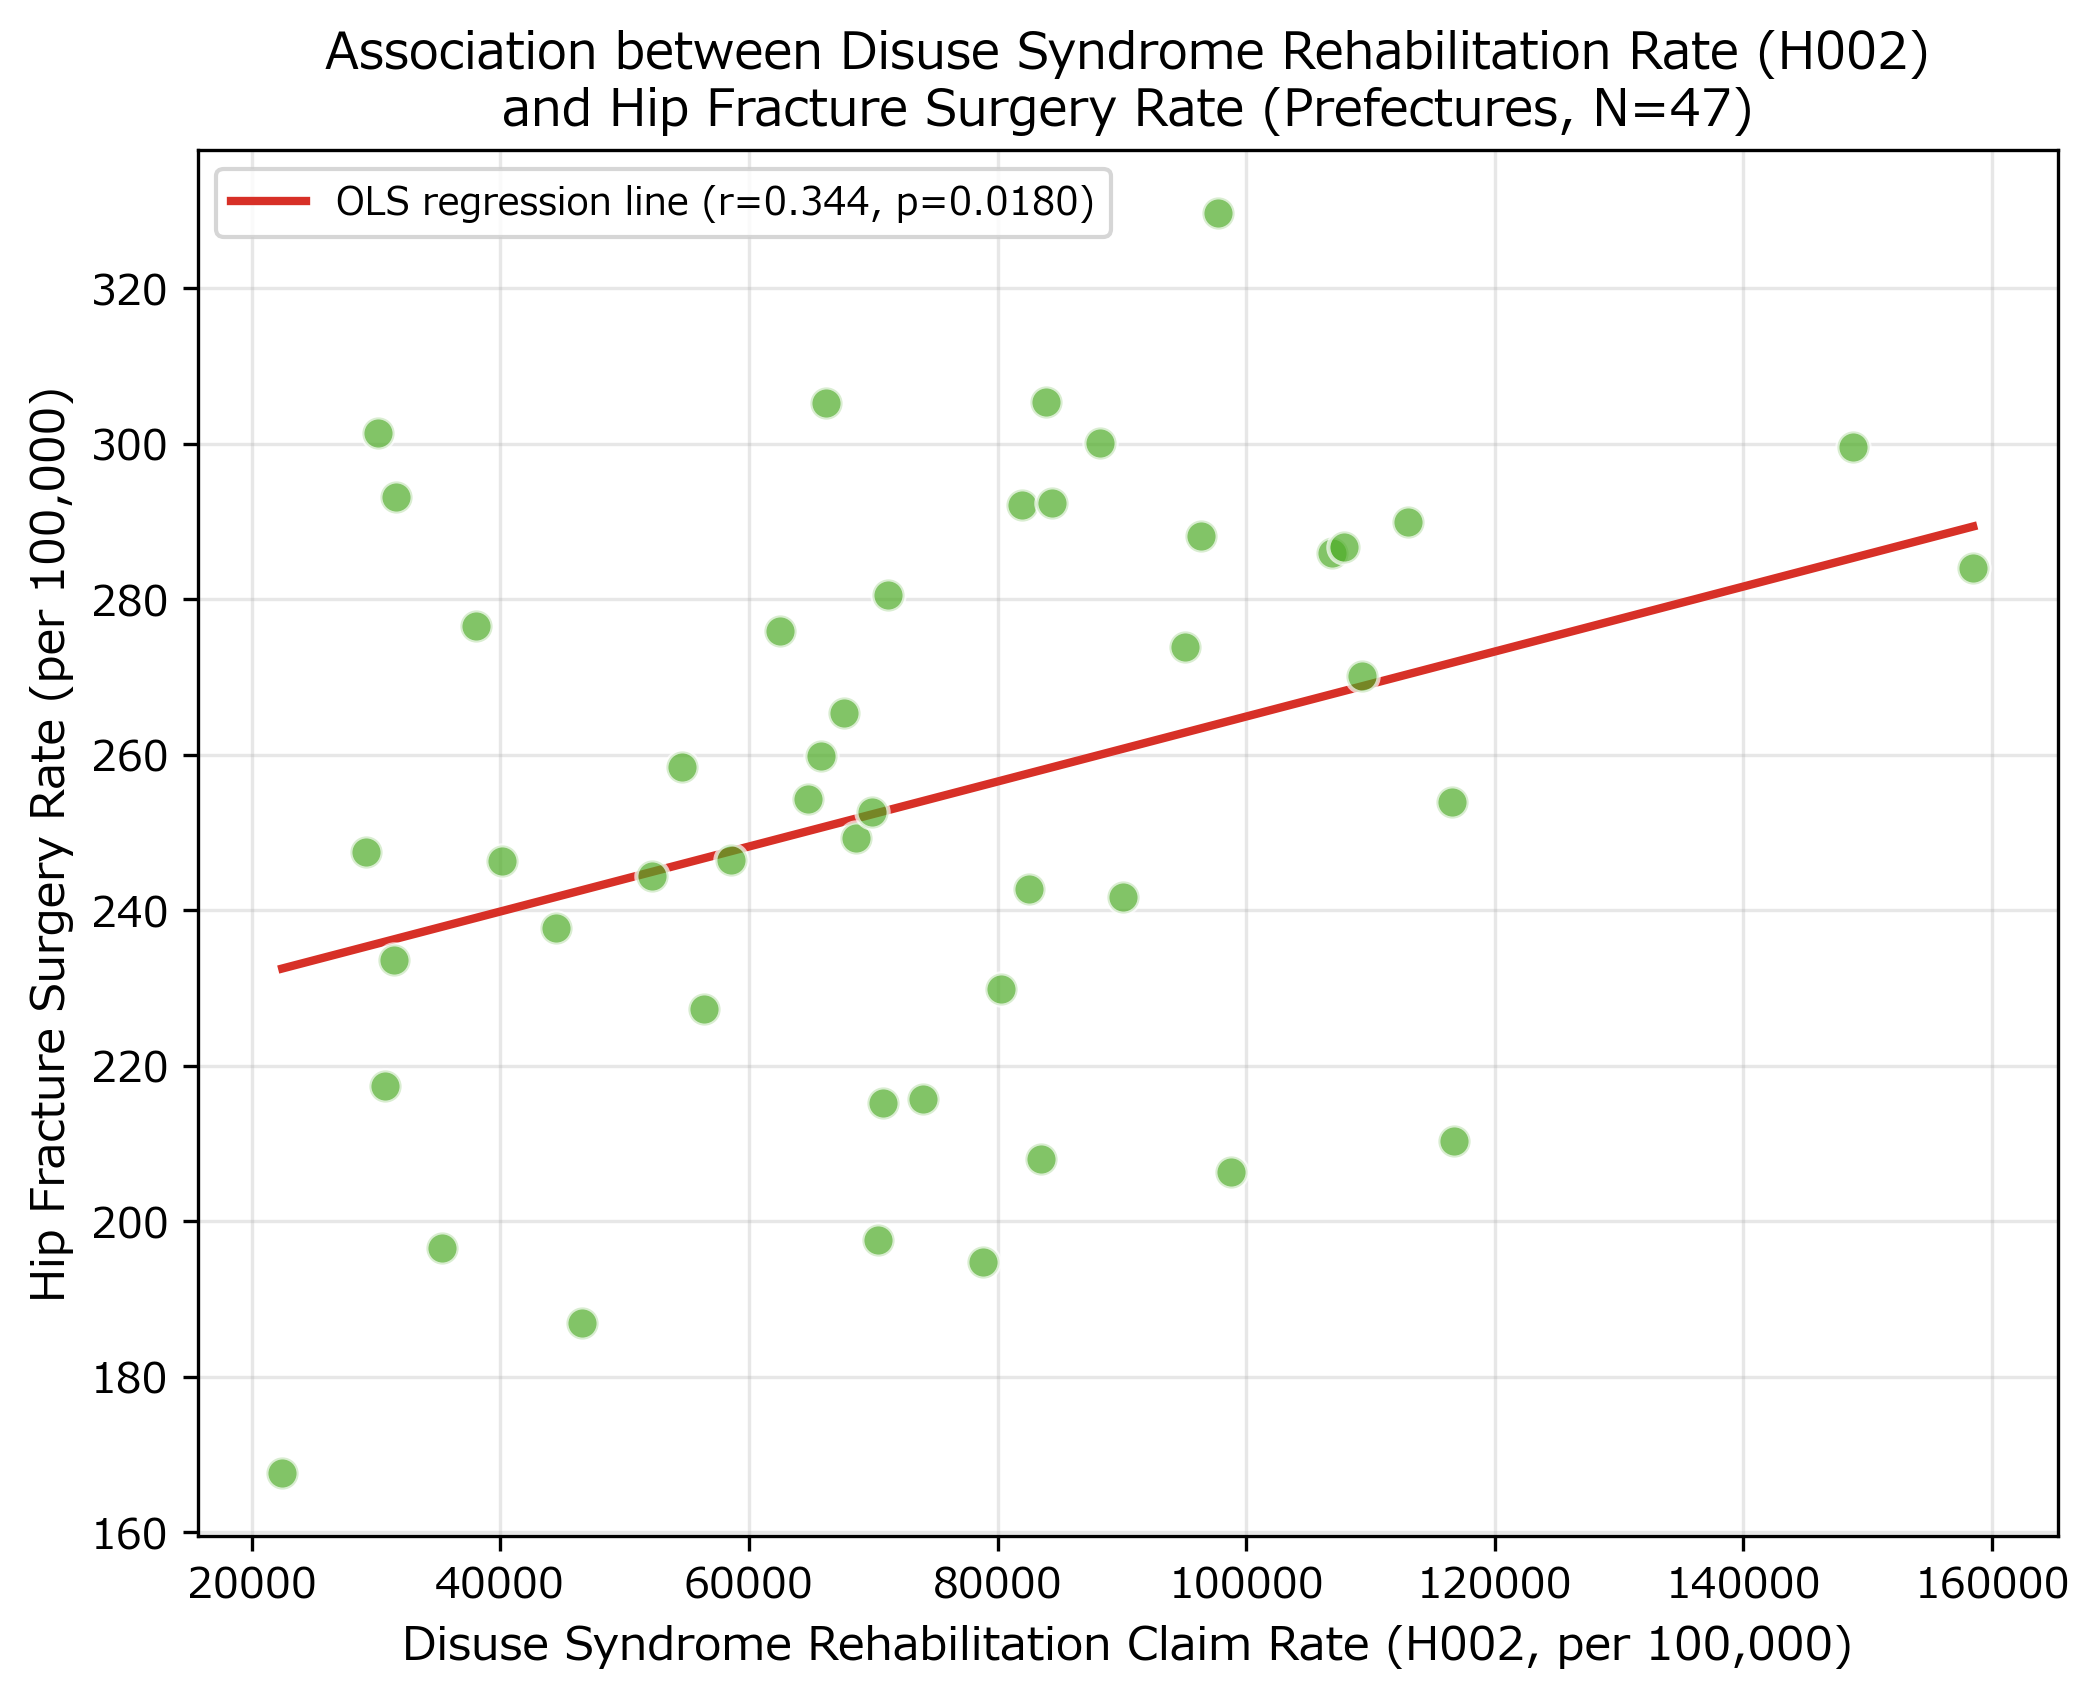 Association between Disuse Syndrome Rehabilitation Rate (H002)
and Hip Fracture Surgery Rate (Prefectures, N=47)
OLS regression line (r=0.344, p=0.0180)
Hip Fracture Surgery Rate (per 100,000)
320
300
280
260
240
220
200
180
160
20000 40000 60000 80000 100000 120000 140000 160000
Disuse Syndrome Rehabilitation Claim Rate (H002, per 100,000)